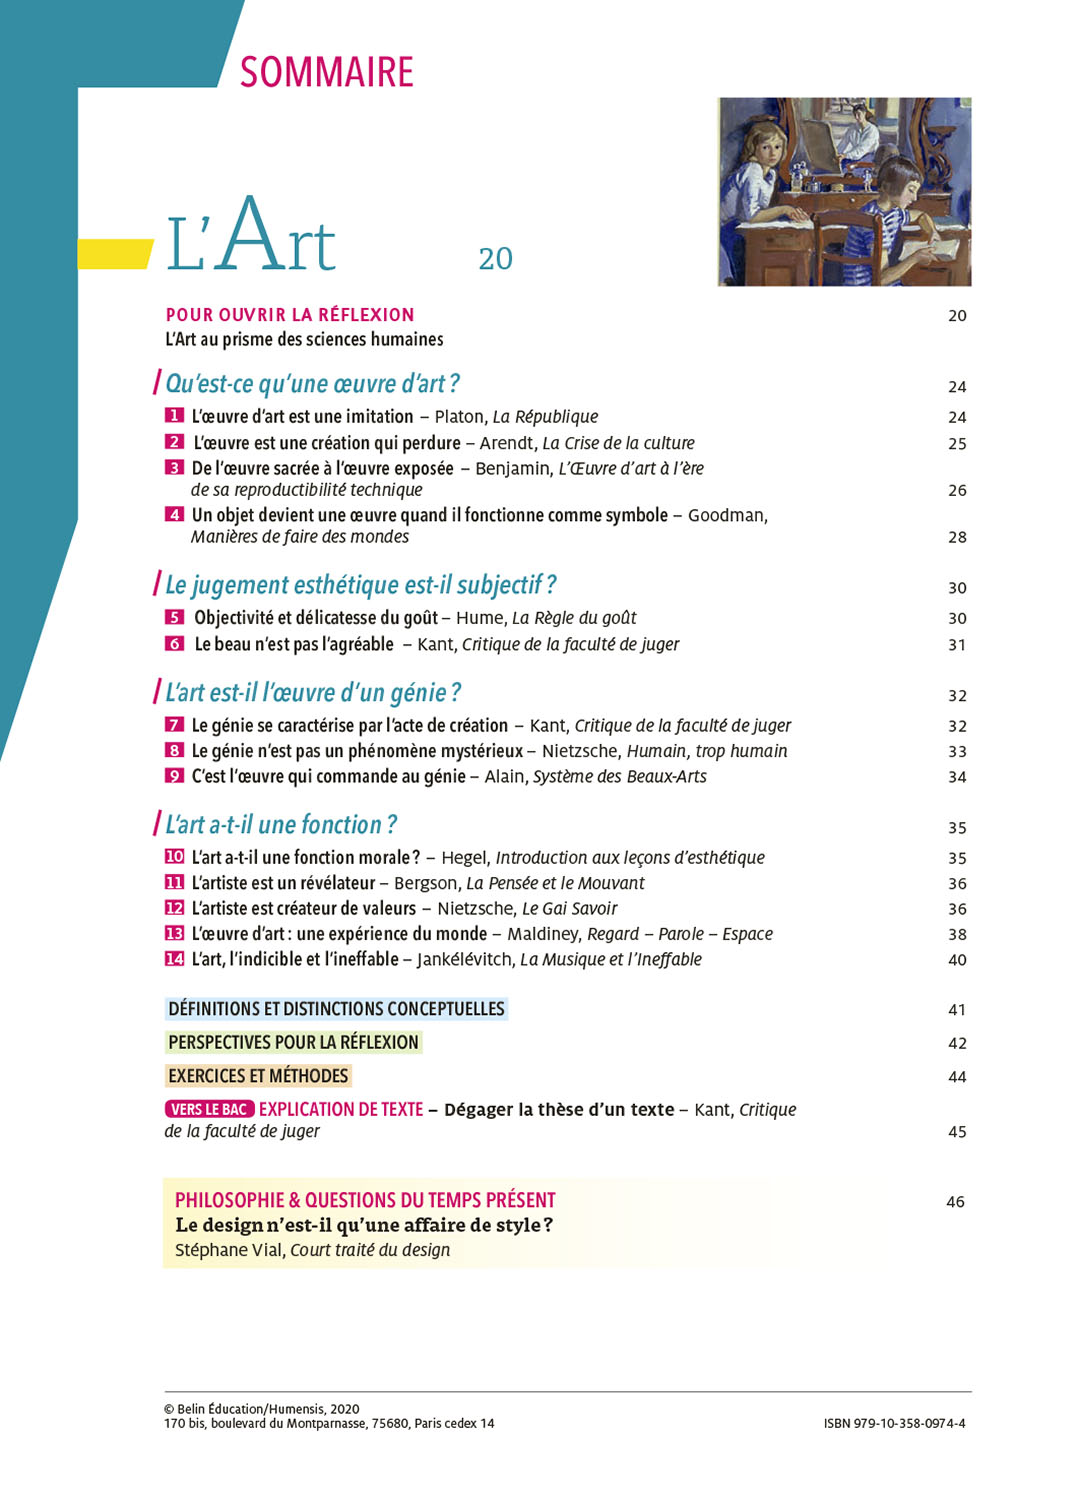 SOMMAIRE
L’Art 20
POUR OUVRIR LA RÉFLEXION 20
L’Art au prisme des sciences humaines
Qu’est-ce qu’une œuvre d’art ? 24
1 L’œuvre d’art est une imitation – Platon, La République 24
2 L’œuvre est une création qui perdure – Arendt, La Crise de la culture 25
3 De l’œuvre sacrée à l’œuvre exposée – Benjamin, L’Œuvre d’art à l’ère
de sa reproductibilité technique 26
4 Un objet devient une œuvre quand il fonctionne comme symbole – Goodman,
Manières de faire des mondes 28
Le jugement esthétique est-il subjectif ? 30
5 Objectivité et délicatesse du goût – Hume, La Règle du goût 30
6 Le beau n’est pas l’agréable – Kant, Critique de la faculté de juger 31
L’art est-il l’œuvre d’un génie ? 32
7 Le génie se caractérise par l’acte de création – Kant, Critique de la faculté de juger 32
8 Le génie n’est pas un phénomène mystérieux – Nietzsche, Humain, trop humain 33
9 C’est l’œuvre qui commande au génie – Alain, Système des Beaux-Arts 34
L’art a-t-il une fonction ? 35
10 L’art a-t-il une fonction morale ? – Hegel, Introduction aux leçons d’esthétique 35
11 L’artiste est un révélateur – Bergson, La Pensée et le Mouvant 36
12 L’artiste est créateur de valeurs – Nietzsche, Le Gai Savoir 36
13 L’œuvre d’art : une expérience du monde – Maldiney, Regard – Parole – Espace 38
14 L’art, l’indicible et l’ineffable – Jankélévitch, La Musique et l’Ineffable 40
DÉFINITIONS ET DISTINCTIONS CONCEPTUELLES 41
PERSPECTIVES POUR LA RÉFLEXION 42
EXERCICES ET MÉTHODES 44
VERS LE BAC EXPLICATION DE TEXTE – Dégager la thèse d’un texte – Kant, Critique
de la faculté de juger 45
PHILOSOPHIE & QUESTIONS DU TEMPS PRÉSENT 46
Le design n’est-il qu’une affaire de style ?
Stéphane Vial, Court traité du design
© Belin Éducation/Humensis, 2020
170 bis, boulevard du Montparnasse, 75680, Paris cedex 14 ISBN 979-10-358-0974-4